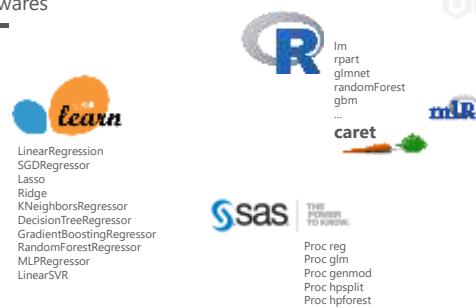 wares
R
lm
rpart
glmnet
randomForest
gbm
...
caret
mlR
learn
LinearRegression
SGDRegressor
Lasso
Ridge
KNeighborsRegressor
DecisionTreeRegressor
GradientBoostingRegressor
RandomForestRegressor
MLPRegressor
LinearSVR
sas
THE
POWER
TO KNOW.
Proc reg
Proc glm
Proc genmod
Proc hpsplit
Proc hpforest